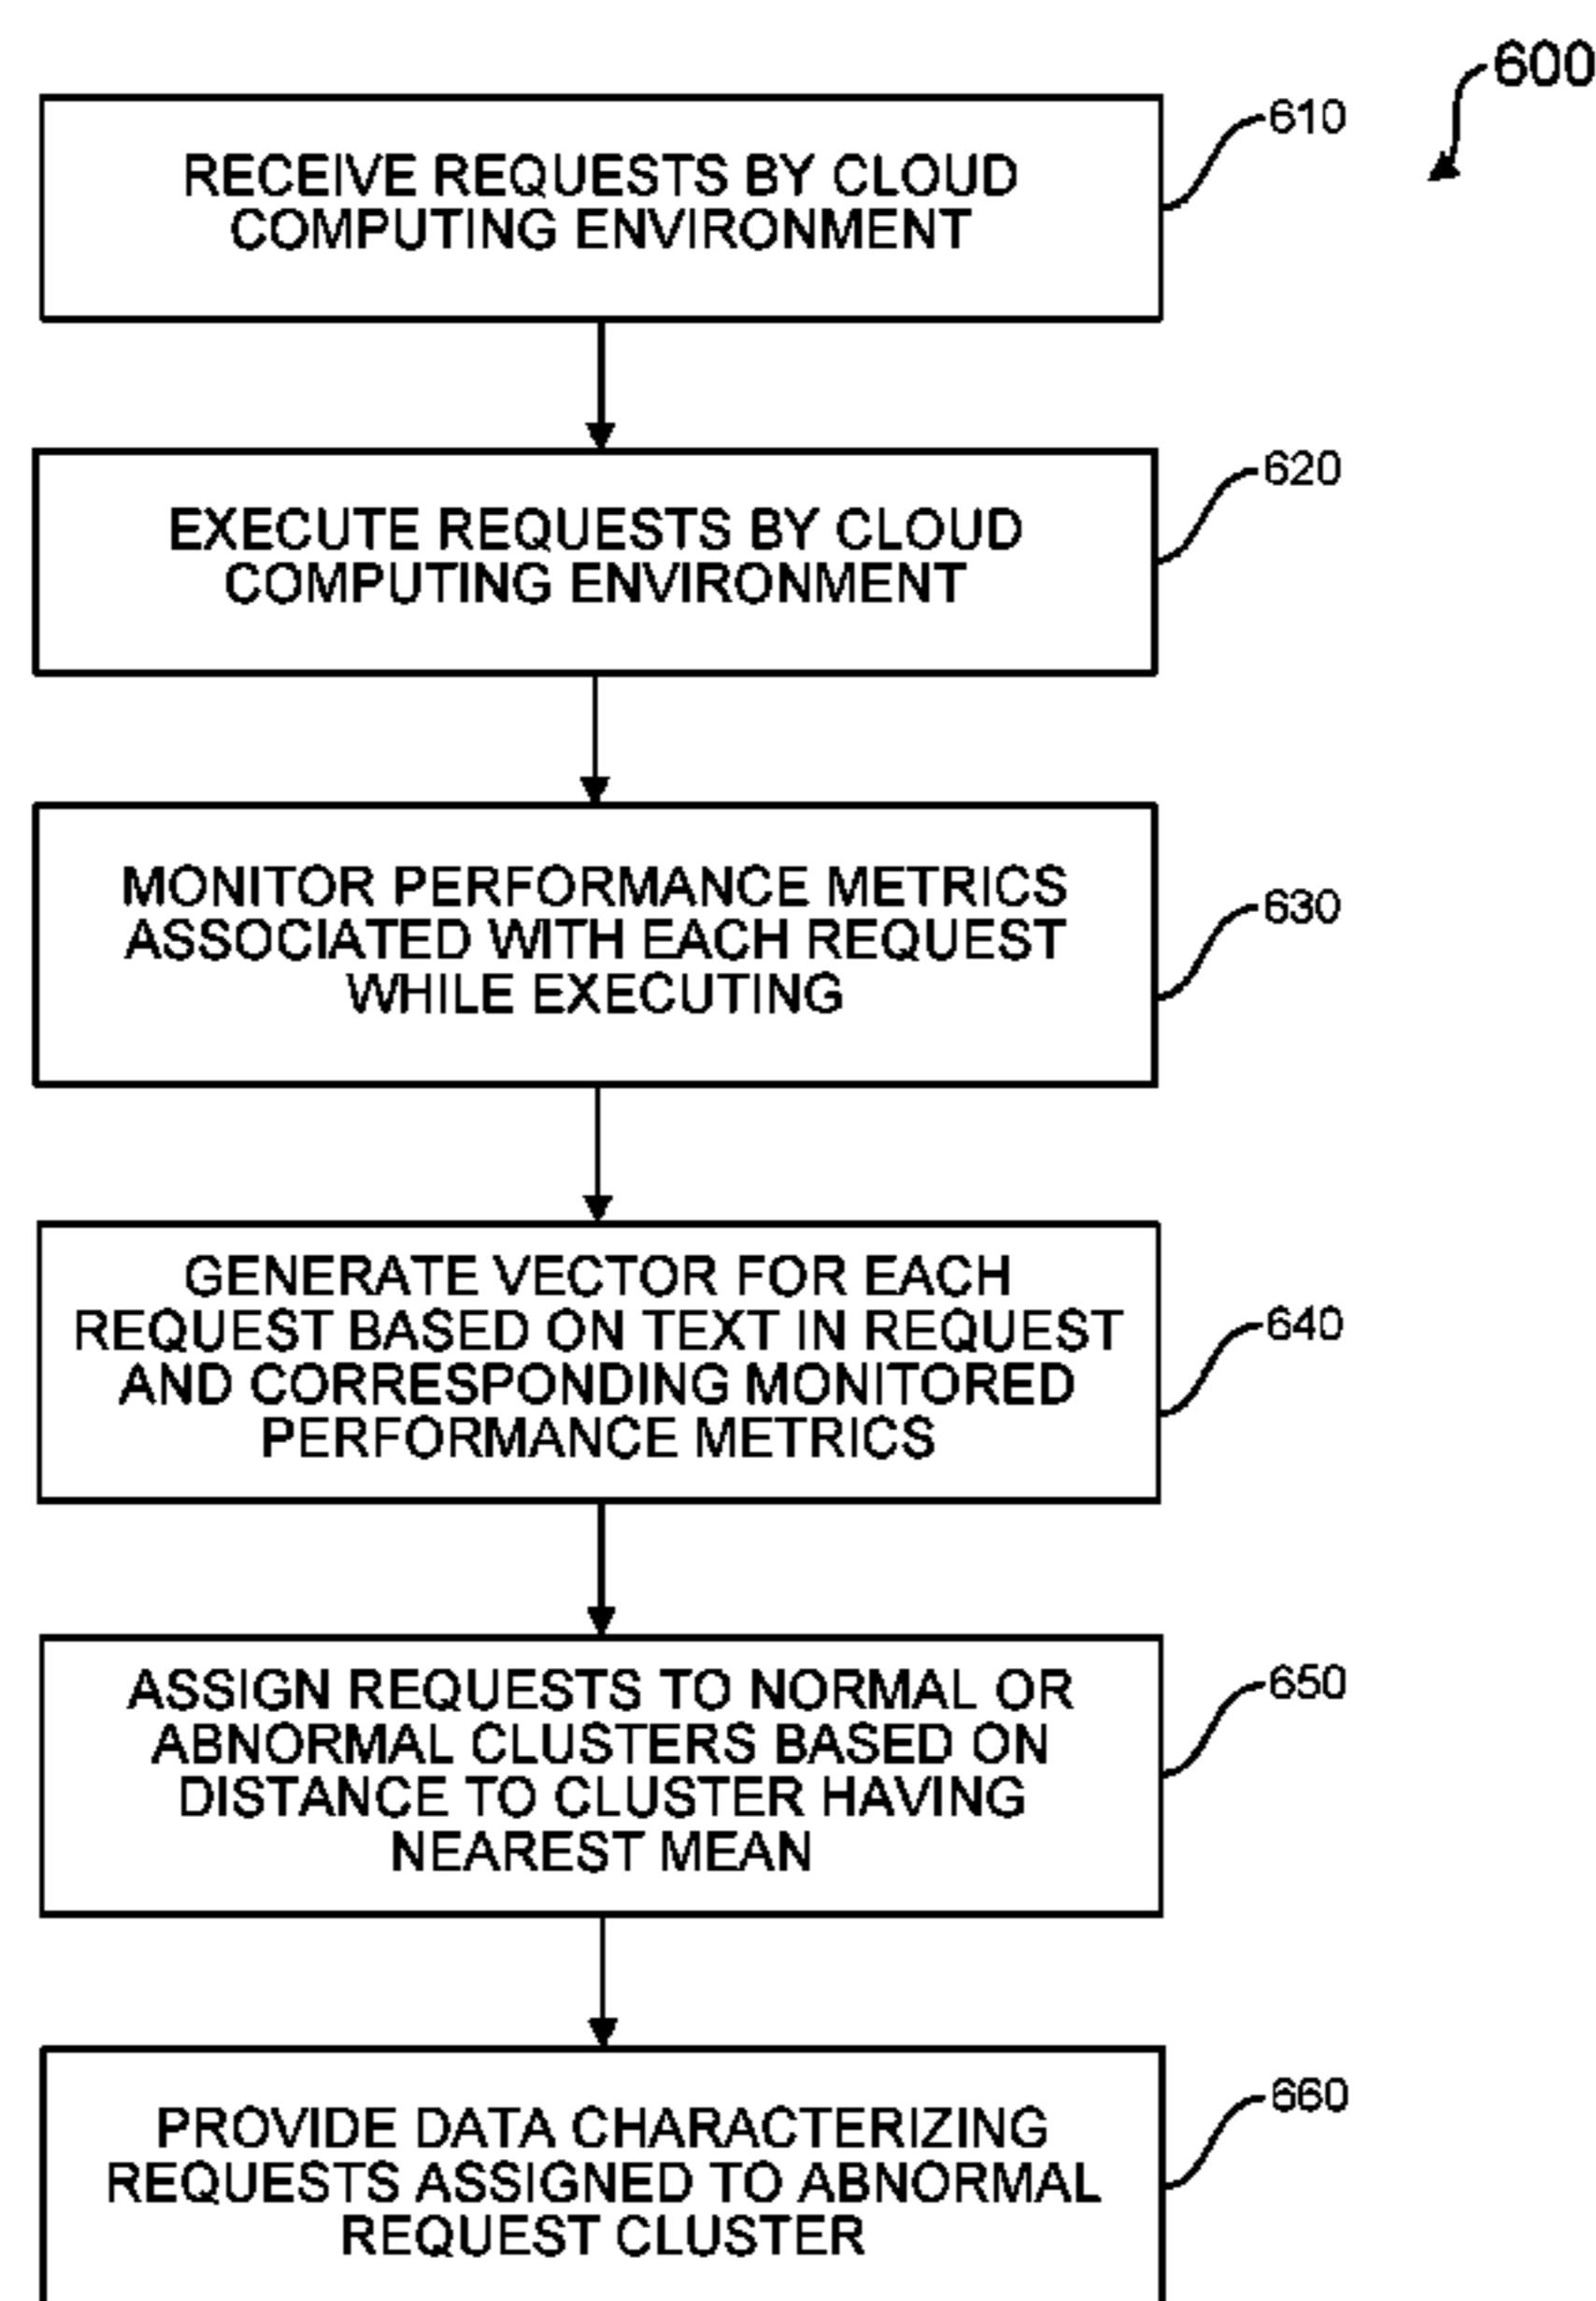 600
610
RECEIVE REQUESTS BY CLOUD
COMPUTING ENVIRONMENT
620
EXECUTE REQUESTS BY CLOUD
COMPUTING ENVIRONMENT
630
MONITOR PERFORMANCE METRICS
ASSOCIATED WITH EACH REQUEST
WHILE EXECUTING
640
GENERATE VECTOR FOR EACH
REQUEST BASED ON TEXT IN REQUEST
AND CORRESPONDING MONITORED
PERFORMANCE METRICS
650
ASSIGN REQUESTS TO NORMAL OR
ABNORMAL CLUSTERS BASED ON
DISTANCE TO CLUSTER HAVING
NEAREST MEAN
660
PROVIDE DATA CHARACTERIZING
REQUESTS ASSIGNED TO ABNORMAL
REQUEST CLUSTER